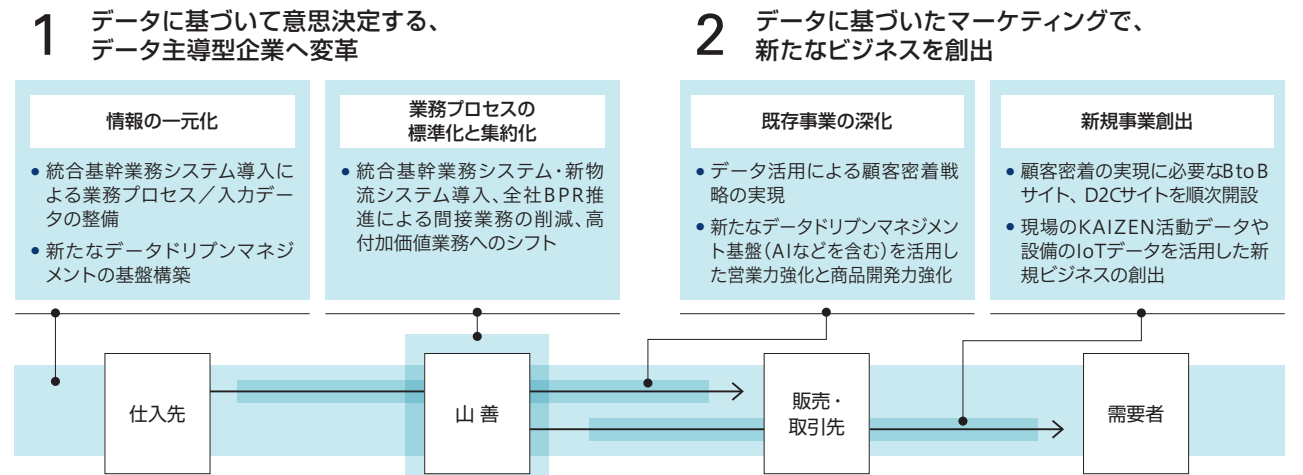 1
データに基づいて意思決定する、
データ主導型企業へ変革
情報の一元化
• 統合基幹業務システム導入に
よる業務プロセス／入力デー
タの整備
• 新たなデータドリブンマネジ
メントの基盤構築
業務プロセスの
標準化と集約化
• 統合基幹業務システム・新物
流システム導入、全社BPR推
進による間接業務の削減、高
付加価値業務へのシフト
2
データに基づいたマーケティングで、
新たなビジネスを創出
既存事業の深化
• データ活用による顧客密着戦
略の実現
• 新たなデータドリブンマネジメン
ト基盤（AIなどを含む）を活用し
た営業力強化と商品開発力強化
新規事業創出
• 顧客密着の実現に必要なBtoB
サイト、D2Cサイトを順次開設
• 現場のKAIZEN活動データや
設備のIoTデータを活用した新
規ビジネスの創出
仕入先
山善
販売・
取引先
需要者